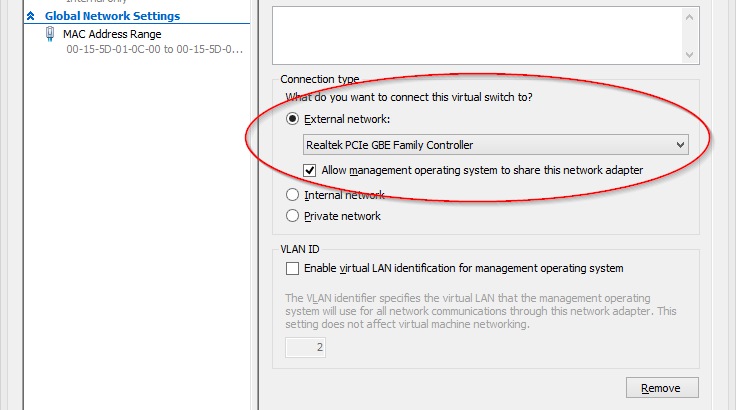 Internal only
Global Network Settings
MAC Address Range
00-15-5D-01-0C-00 to 00-15-5D-0...
Connection type
What do you want to connect this virtual switch to?
External network:
Realtek PCIe GBE Family Controller
Allow management operating system to share this network adapter
Internal network
Private network
VLAN ID
Enable virtual LAN identification for management operating system
The VLAN identifier specifies the virtual LAN that the management operating
system will use for all network communications through this network adapter. This
setting does not affect virtual machine networking.
2
Remove